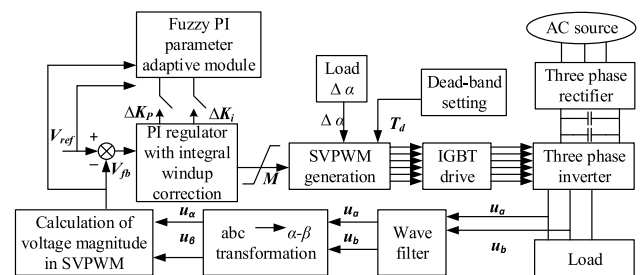 Fuzzy PI
parameter
adaptive module
AC source
Load
Δ α
Dead-band
setting
Three phase
rectifier
ΔK_P
ΔK_i
Δ α
T_d
V_ref
+
−
V_fb
PI regulator
with integral
windup
correction
M
SVPWM
generation
IGBT
drive
Three phase
inverter
Calculation of
voltage magnitude
in SVPWM
u_α
u_β
abc → α-β
transformation
u_a
u_b
Wave
filter
u_a
u_b
Load